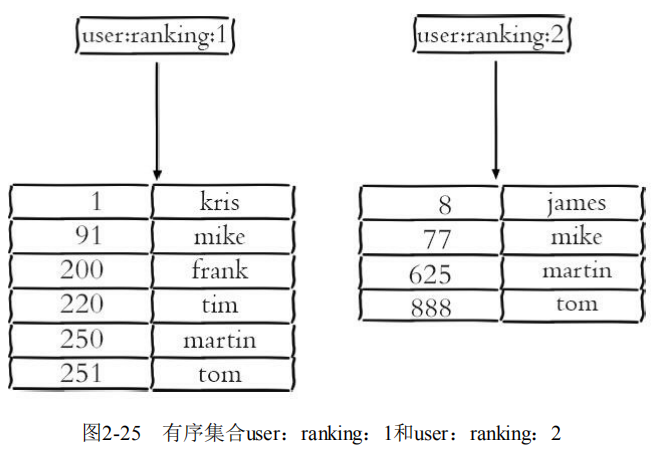 user:ranking:1
user:ranking:2
1 kris
91 mike
200 frank
220 tim
250 martin
251 tom
8 james
77 mike
625 martin
888 tom
图2-25 有序集合user：ranking：1和user：ranking：2